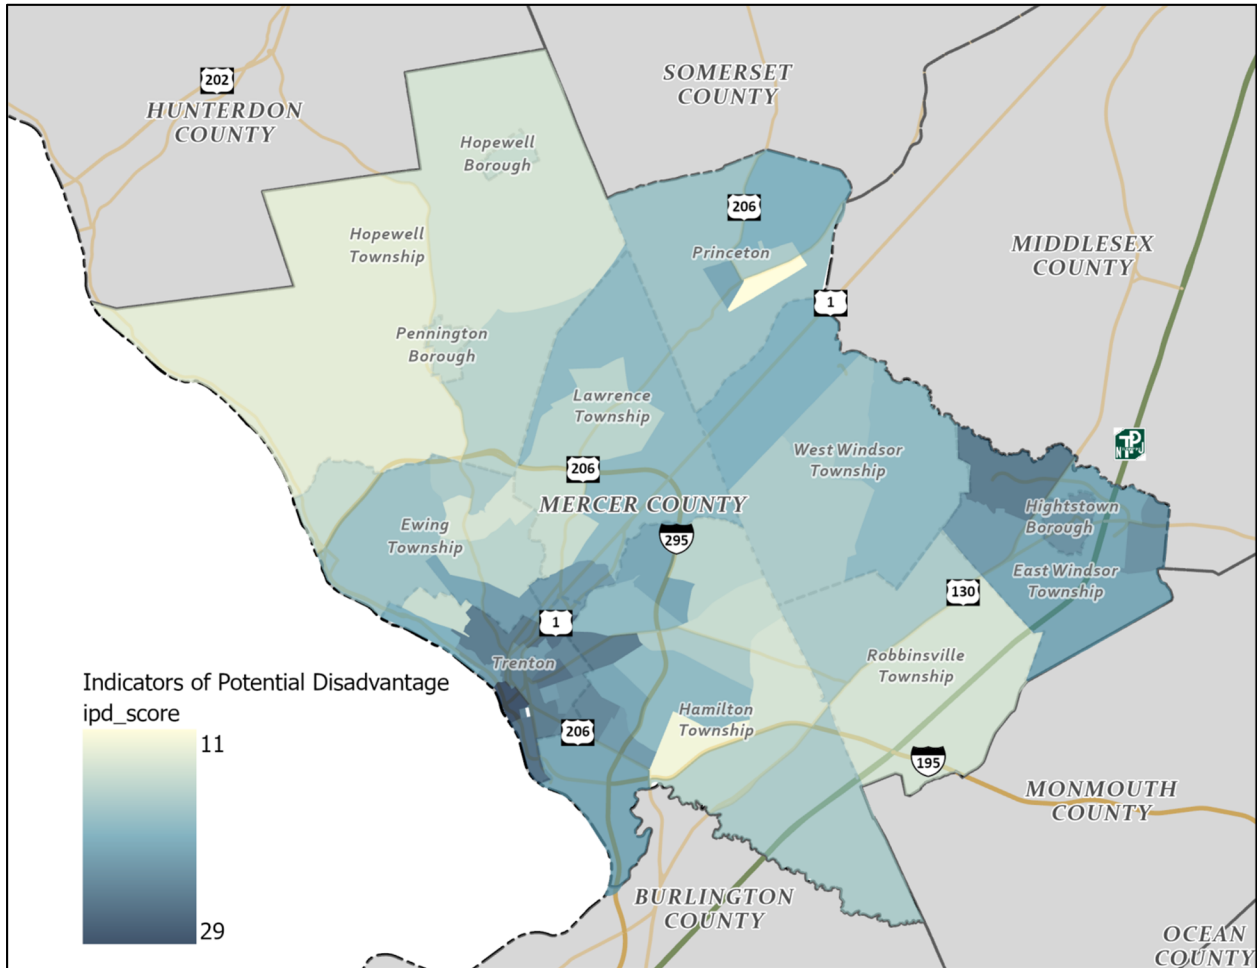 202
HUNTERDON
COUNTY
SOMERSET
COUNTY
Hopewell
Borough
206
Hopewell
Township
Princeton
MIDDLESEX
COUNTY
1
Pennington
Borough
Lawrence
Township
West Windsor
Township
TP
NJ
206
MERCER COUNTY
Ewing
Township
295
Hightstown
Borough
East Windsor
Township
130
1
Trenton
Robbinsville
Township
Indicators of Potential Disadvantage
ipd_score
11
29
Hamilton
Township
206
195
MONMOUTH
COUNTY
BURLINGTON
COUNTY
OCEAN
COUNTY